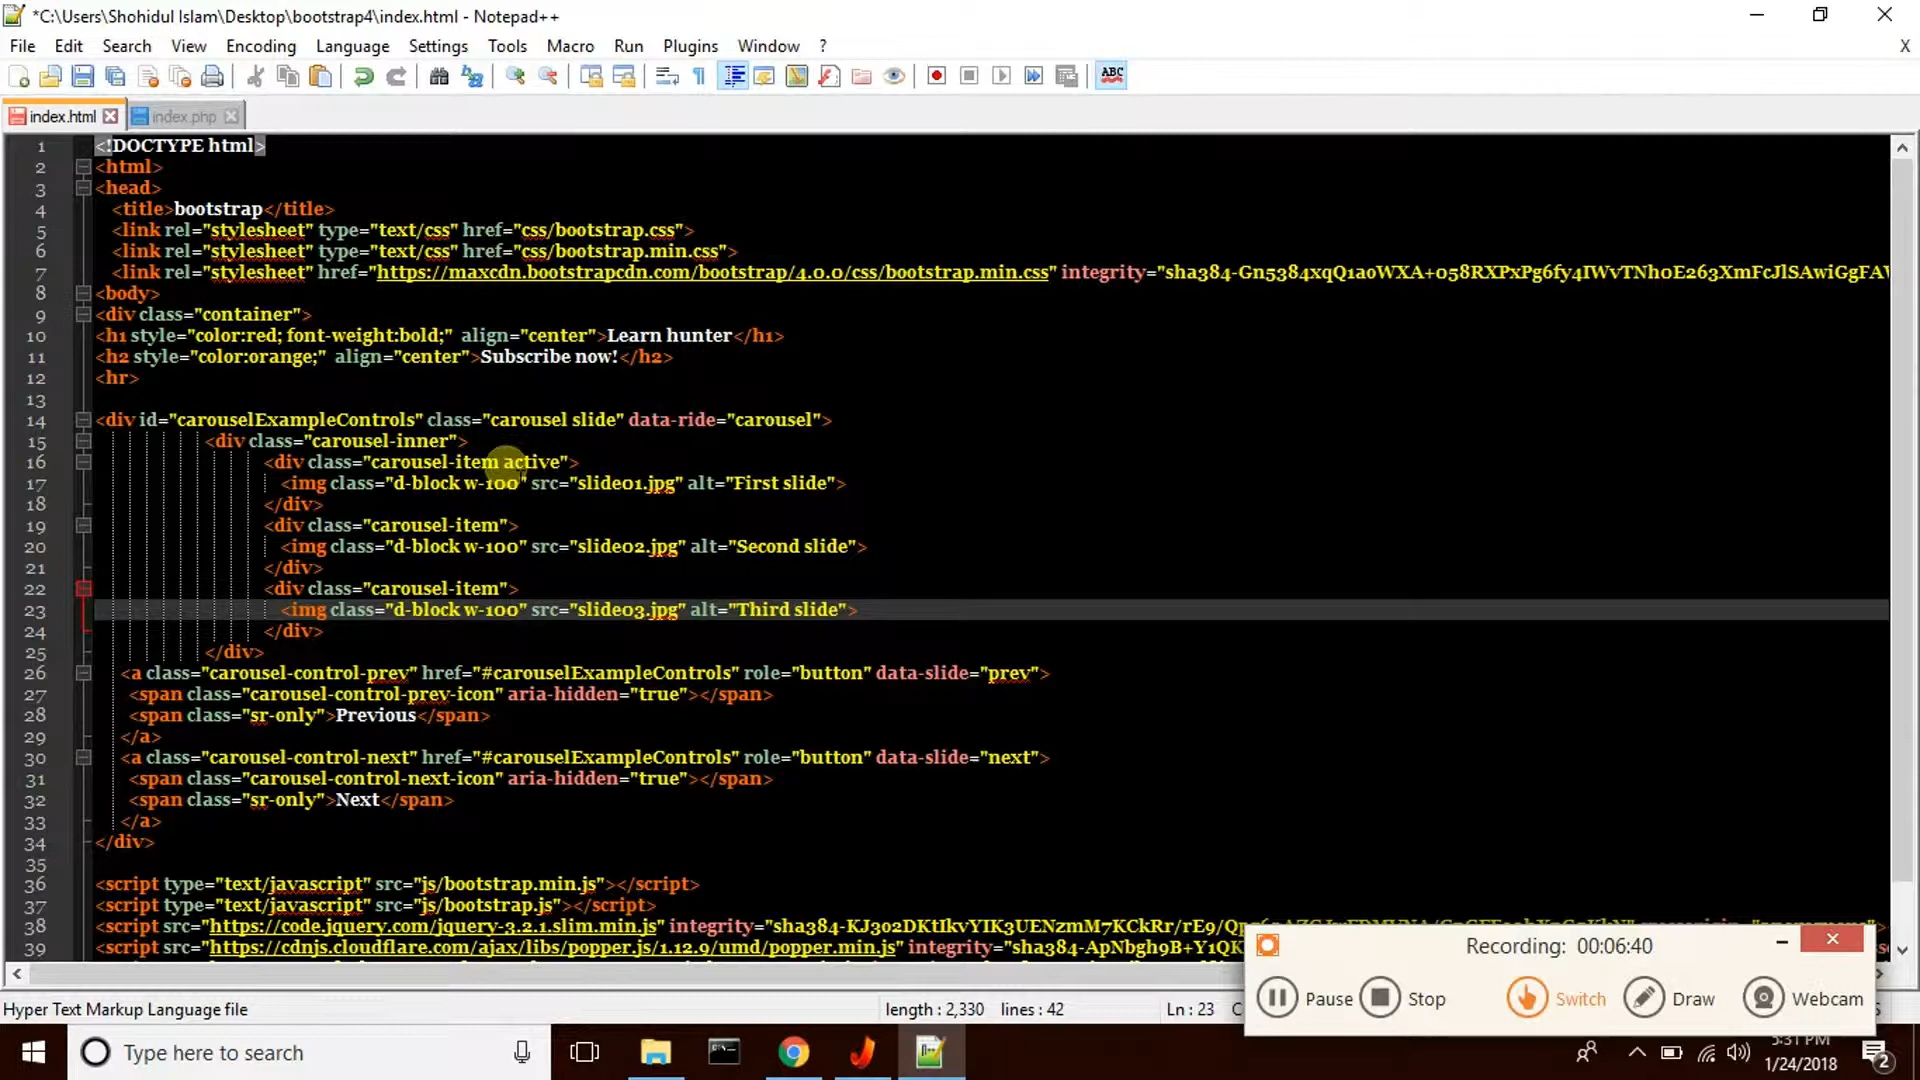 *C:\Users\Shohidul Islam\Desktop\bootstrap4\index.html - Notepad++
File Edit Search View Encoding Language Settings Tools Macro Run Plugins Window ? X
ABC
index.html index.php
1 <!DOCTYPE html>
2 <html>
3 <head>
4 <title>bootstrap</title>
5 <link rel="stylesheet" type="text/css" href="css/bootstrap.css">
6 <link rel="stylesheet" type="text/css" href="css/bootstrap.min.css">
7 <link rel="stylesheet" href="https://maxcdn.bootstrapcdn.com/bootstrap/4.0.0/css/bootstrap.min.css" integrity="sha384-Gn5384xqQ1aoWXA+058RXPxPg6fy4IWvTNh0E263XmFcJlSAwiGgFAW
8 <body>
9 <div class="container">
10 <h1 style="color:red; font-weight:bold;" align="center">Learn hunter</h1>
11 <h2 style="color:orange;" align="center">Subscribe now!</h2>
12 <hr>
13
14 <div id="carouselExampleControls" class="carousel slide" data-ride="carousel">
15 <div class="carousel-inner">
16 <div class="carousel-item active">
17 <img class="d-block w-100" src="slide01.jpg" alt="First slide">
18 </div>
19 <div class="carousel-item">
20 <img class="d-block w-100" src="slide02.jpg" alt="Second slide">
21 </div>
22 <div class="carousel-item">
23 <img class="d-block w-100" src="slide03.jpg" alt="Third slide">
24 </div>
25 </div>
26 <a class="carousel-control-prev" href="#carouselExampleControls" role="button" data-slide="prev">
27 <span class="carousel-control-prev-icon" aria-hidden="true"></span>
28 <span class="sr-only">Previous</span>
29 </a>
30 <a class="carousel-control-next" href="#carouselExampleControls" role="button" data-slide="next">
31 <span class="carousel-control-next-icon" aria-hidden="true"></span>
32 <span class="sr-only">Next</span>
33 </a>
34 </div>
35
36 <script type="text/javascript" src="js/bootstrap.min.js"></script>
37 <script type="text/javascript" src="js/bootstrap.js"></script>
38 <script src="https://code.jquery.com/jquery-3.2.1.slim.min.js" integrity="sha384-KJ3o2DKtIkvYIK3UENzmM7KCkRr/rE9/
39 <script src="https://cdnjs.cloudflare.com/ajax/libs/popper.js/1.12.9/umd/popper.min.js" integrity="sha384-ApNbgh9B+Y1QK
Recording: 00:06:40
Pause Stop Switch Draw Webcam
Hyper Text Markup Language file length : 2,330 lines : 42 Ln : 23
Type here to search
5:31 PM
1/24/2018
2